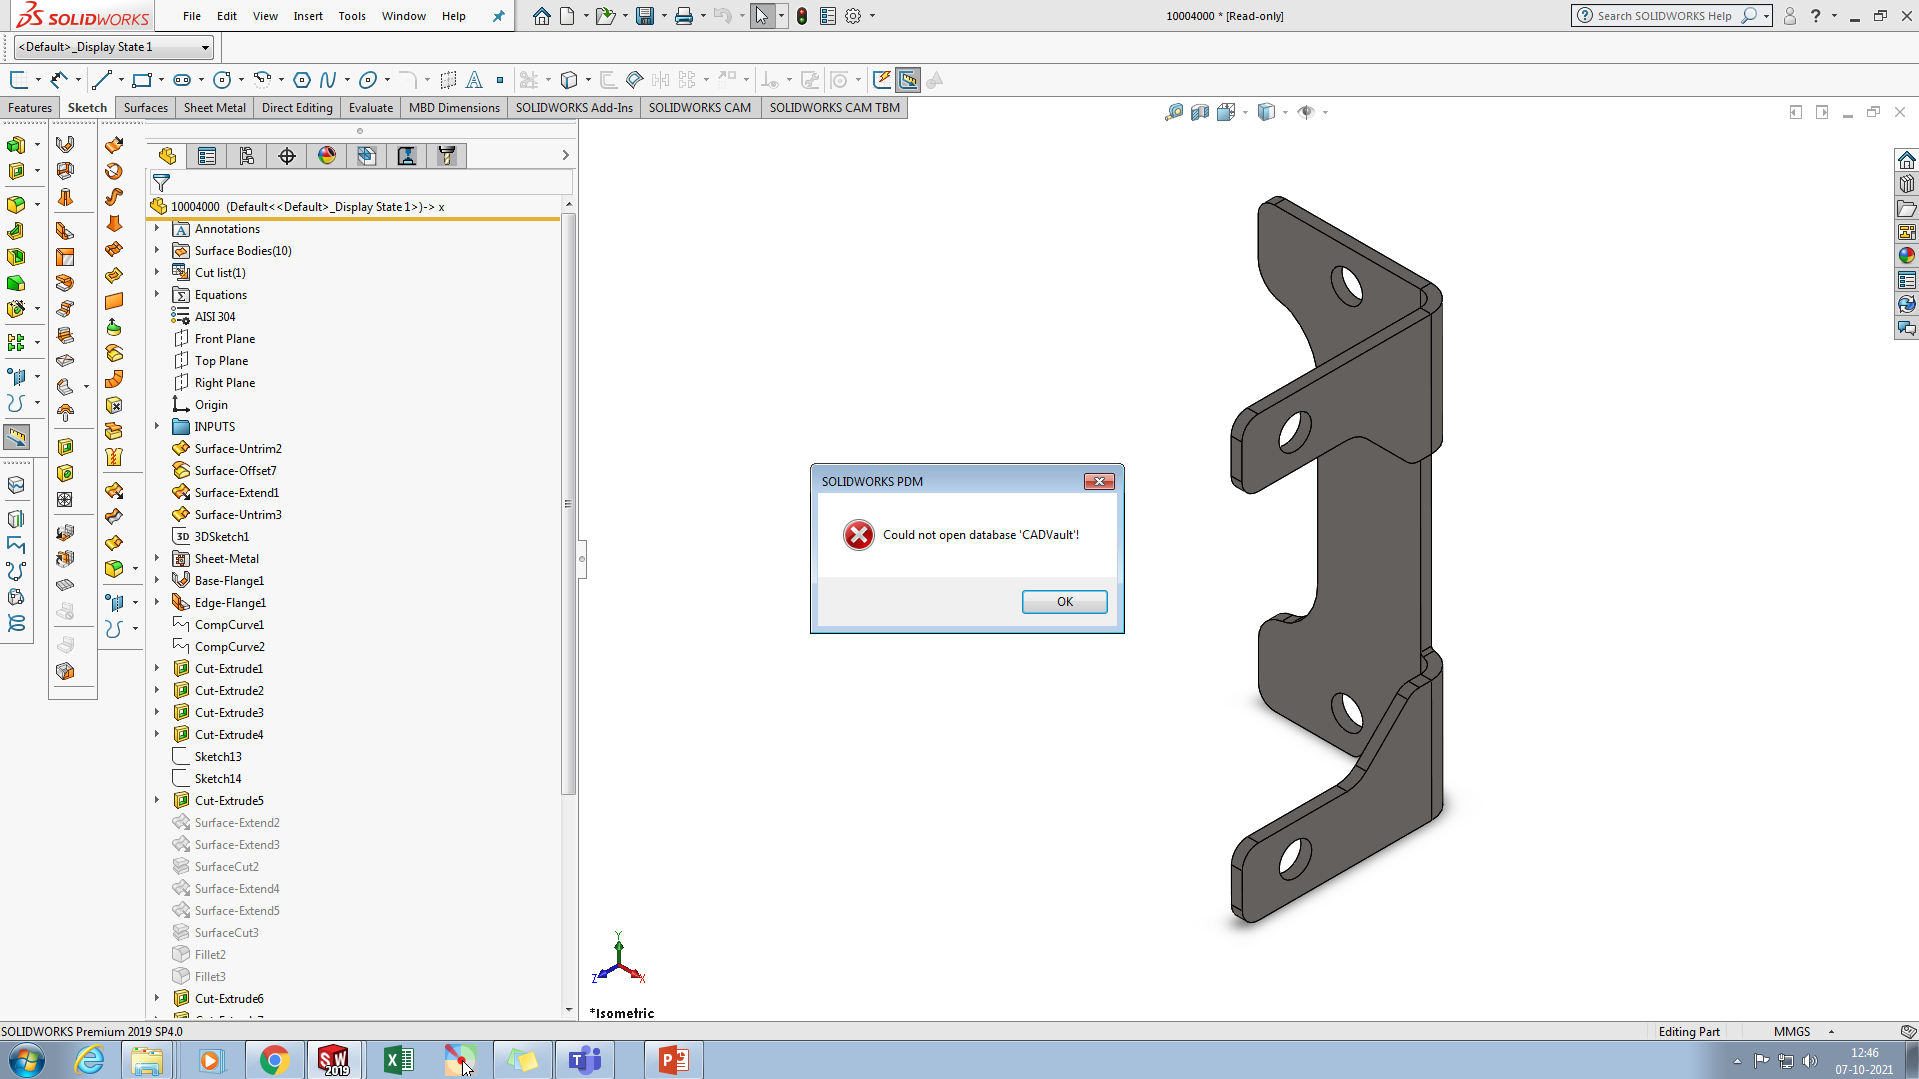 SOLIDWORKS
File Edit View Insert Tools Window Help
10004000 * [Read-only]
Search SOLIDWORKS Help
<Default>_Display State 1
Features Sketch Surfaces Sheet Metal Direct Editing Evaluate MBD Dimensions SOLIDWORKS Add-Ins SOLIDWORKS CAM SOLIDWORKS CAM TBM
10004000 (Default<<Default>_Display State 1>)-> x
Annotations
Surface Bodies(10)
Cut list(1)
Equations
AISI 304
Front Plane
Top Plane
Right Plane
Origin
INPUTS
Surface-Untrim2
Surface-Offset7
Surface-Extend1
Surface-Untrim3
3D 3DSketch1
Sheet-Metal
Base-Flange1
Edge-Flange1
CompCurve1
CompCurve2
Cut-Extrude1
Cut-Extrude2
Cut-Extrude3
Cut-Extrude4
Sketch13
Sketch14
Cut-Extrude5
Surface-Extend2
Surface-Extend3
SurfaceCut2
Surface-Extend4
Surface-Extend5
SurfaceCut3
Fillet2
Fillet3
Cut-Extrude6
SOLIDWORKS PDM
Could not open database 'CADVault'!
OK
Y
Z X
*Isometric
SOLIDWORKS Premium 2019 SP4.0
Editing Part MMGS
SW 2019
12:46
07-10-2021